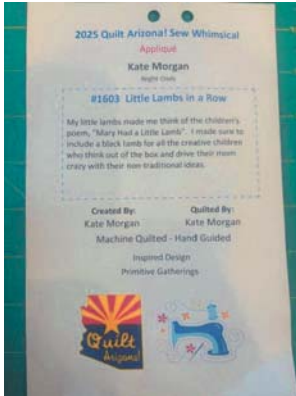 2025 Quilt Arizona! Sew Whimsical
Appliqué
Kate Morgan
Night Owls
#1603 Little Lambs in a Row
My little lambs made me think of the children's
poem, "Mary Had a Little Lamb". I made sure to
include a black lamb for all the creative children
who think out of the box and drive their mom
crazy with their non-traditional ideas.
Created By: Quilted By:
Kate Morgan Kate Morgan
Machine Quilted - Hand Guided
Inspired Design
Primitive Gatherings
Quilt
Arizona!